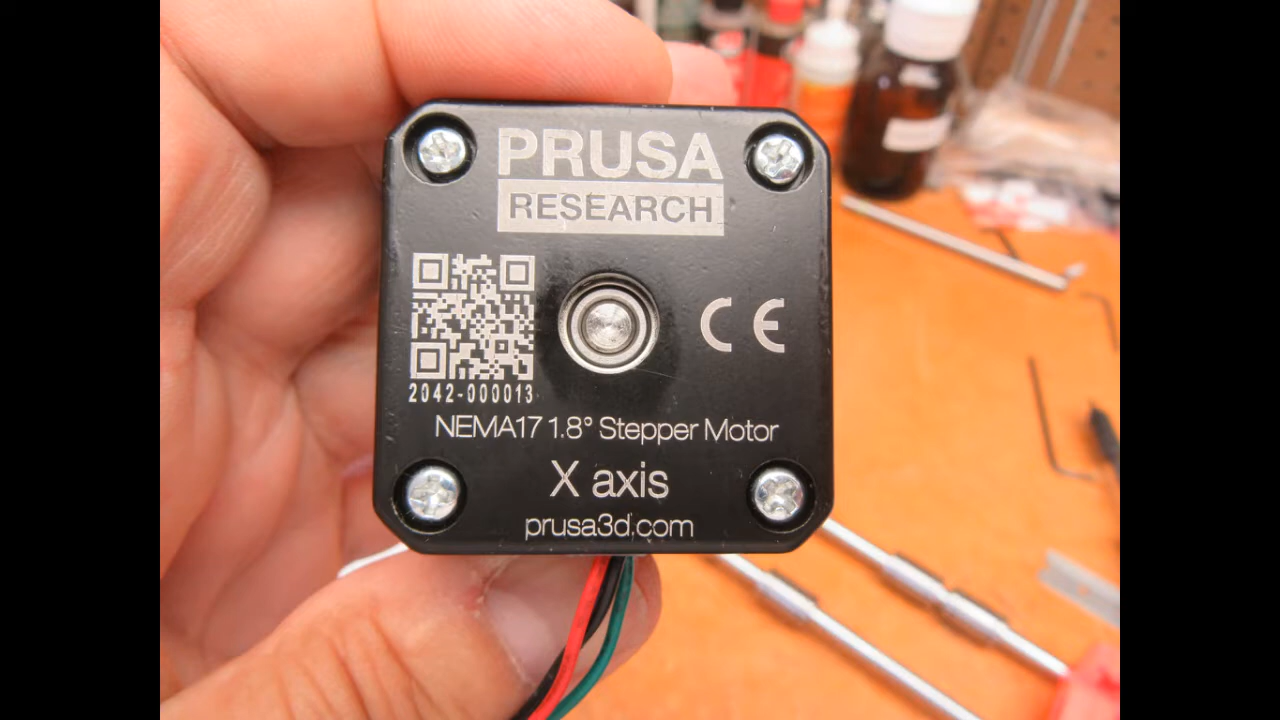 PRUSA
RESEARCH
CE
2042-000013
NEMA17 1.8° Stepper Motor
X axis
prusa3d.com